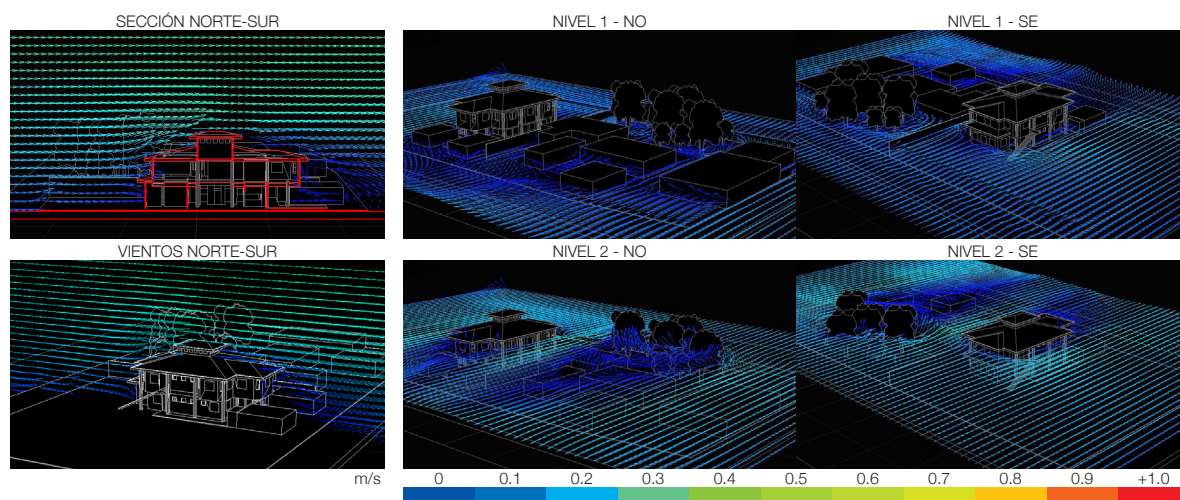 SECCIÓN NORTE-SUR
NIVEL 1 - NO
NIVEL 1 - SE
VIENTOS NORTE-SUR
NIVEL 2 - NO
NIVEL 2 - SE
m/s 0 0.1 0.2 0.3 0.4 0.5 0.6 0.7 0.8 0.9 +1.0